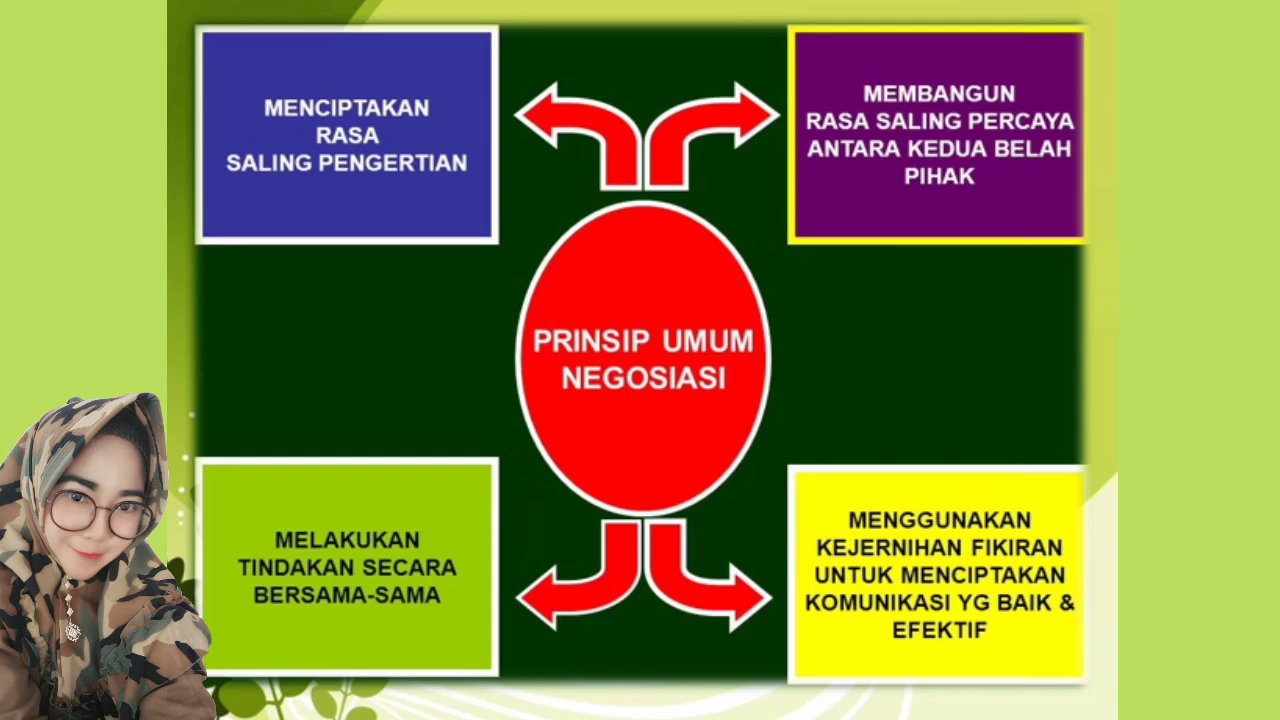 MENCIPTAKAN
RASA
SALING PENGERTIAN
MEMBANGUN
RASA SALING PERCAYA
ANTARA KEDUA BELAH
PIHAK
PRINSIP UMUM
NEGOSIASI
MELAKUKAN
TINDAKAN SECARA
BERSAMA-SAMA
MENGGUNAKAN
KEJERNIHAN FIKIRAN
UNTUK MENCIPTAKAN
KOMUNIKASI YG BAIK &
EFEKTIF